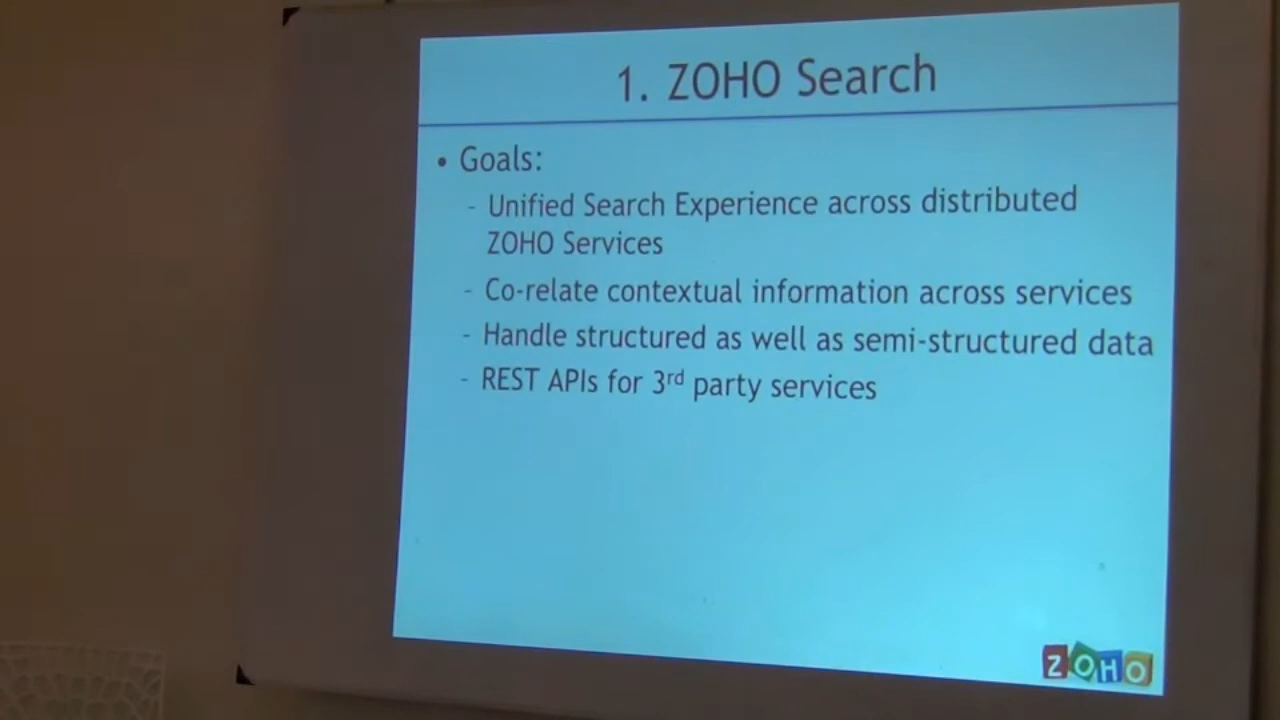 1. ZOHO Search
• Goals:
- Unified Search Experience across distributed
ZOHO Services
- Co-relate contextual information across services
- Handle structured as well as semi-structured data
- REST APIs for 3rd party services
ZOHO